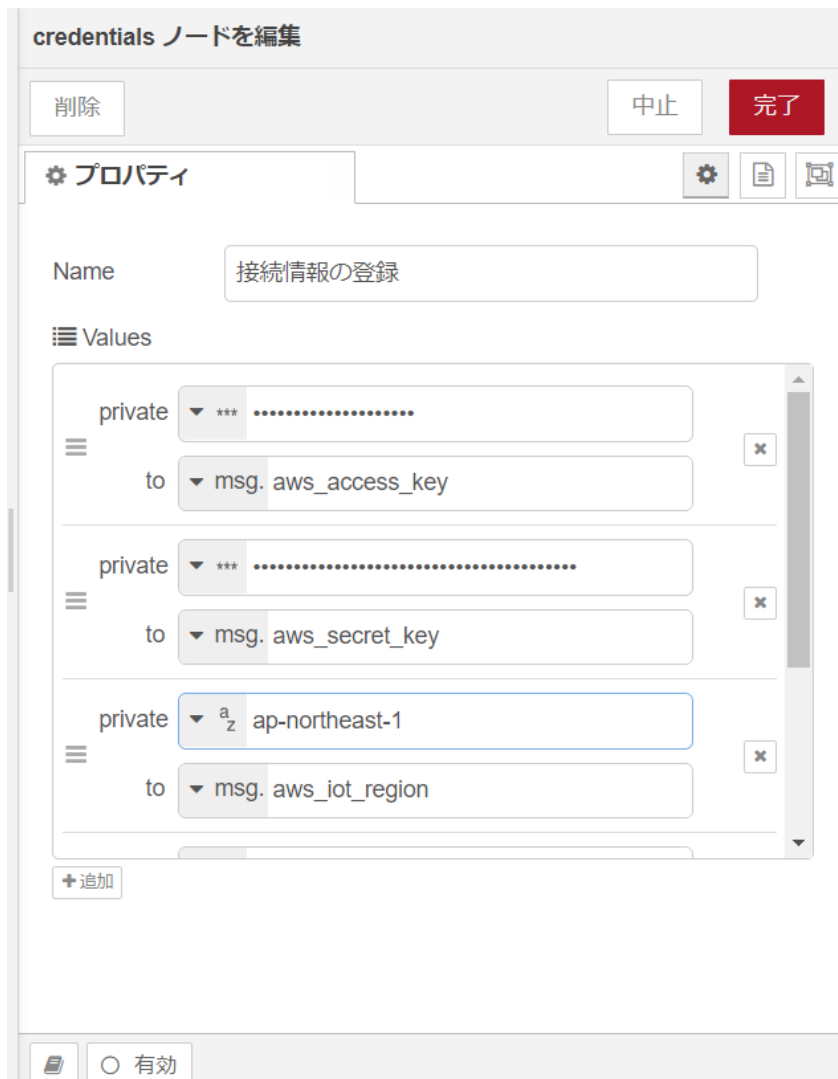 credentials ノードを編集
削除 中止 完了
プロパティ
Name 接続情報の登録
Values
private *** ••••••••••••••••••••
to msg. aws_access_key
private *** ••••••••••••••••••••••••••••••••••••••••
to msg. aws_secret_key
private az ap-northeast-1
to msg. aws_iot_region
追加
有効